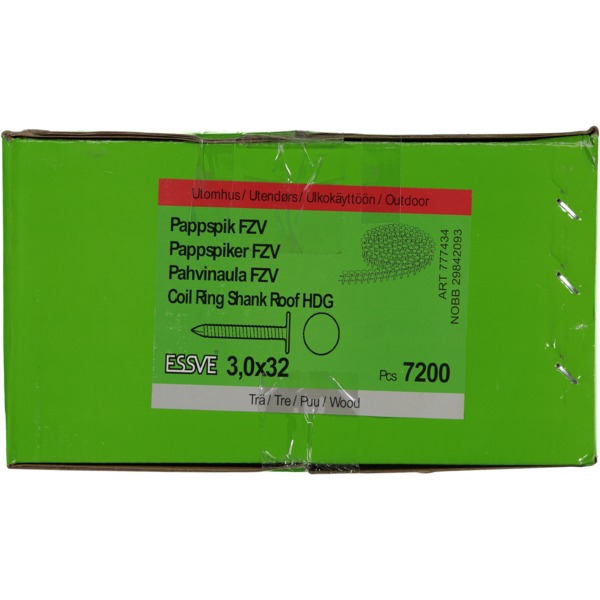 Utomhus / Utendørs / Ulkokäyttöön / Outdoor
Pappspik FZV
Pappspiker FZV
Pahvinaula FZV
Coil Ring Shank Roof HDG
ART 777434
NOBB 29842093
ESSVE® 3,0x32
Pcs 7200
Trä / Tre / Puu / Wood